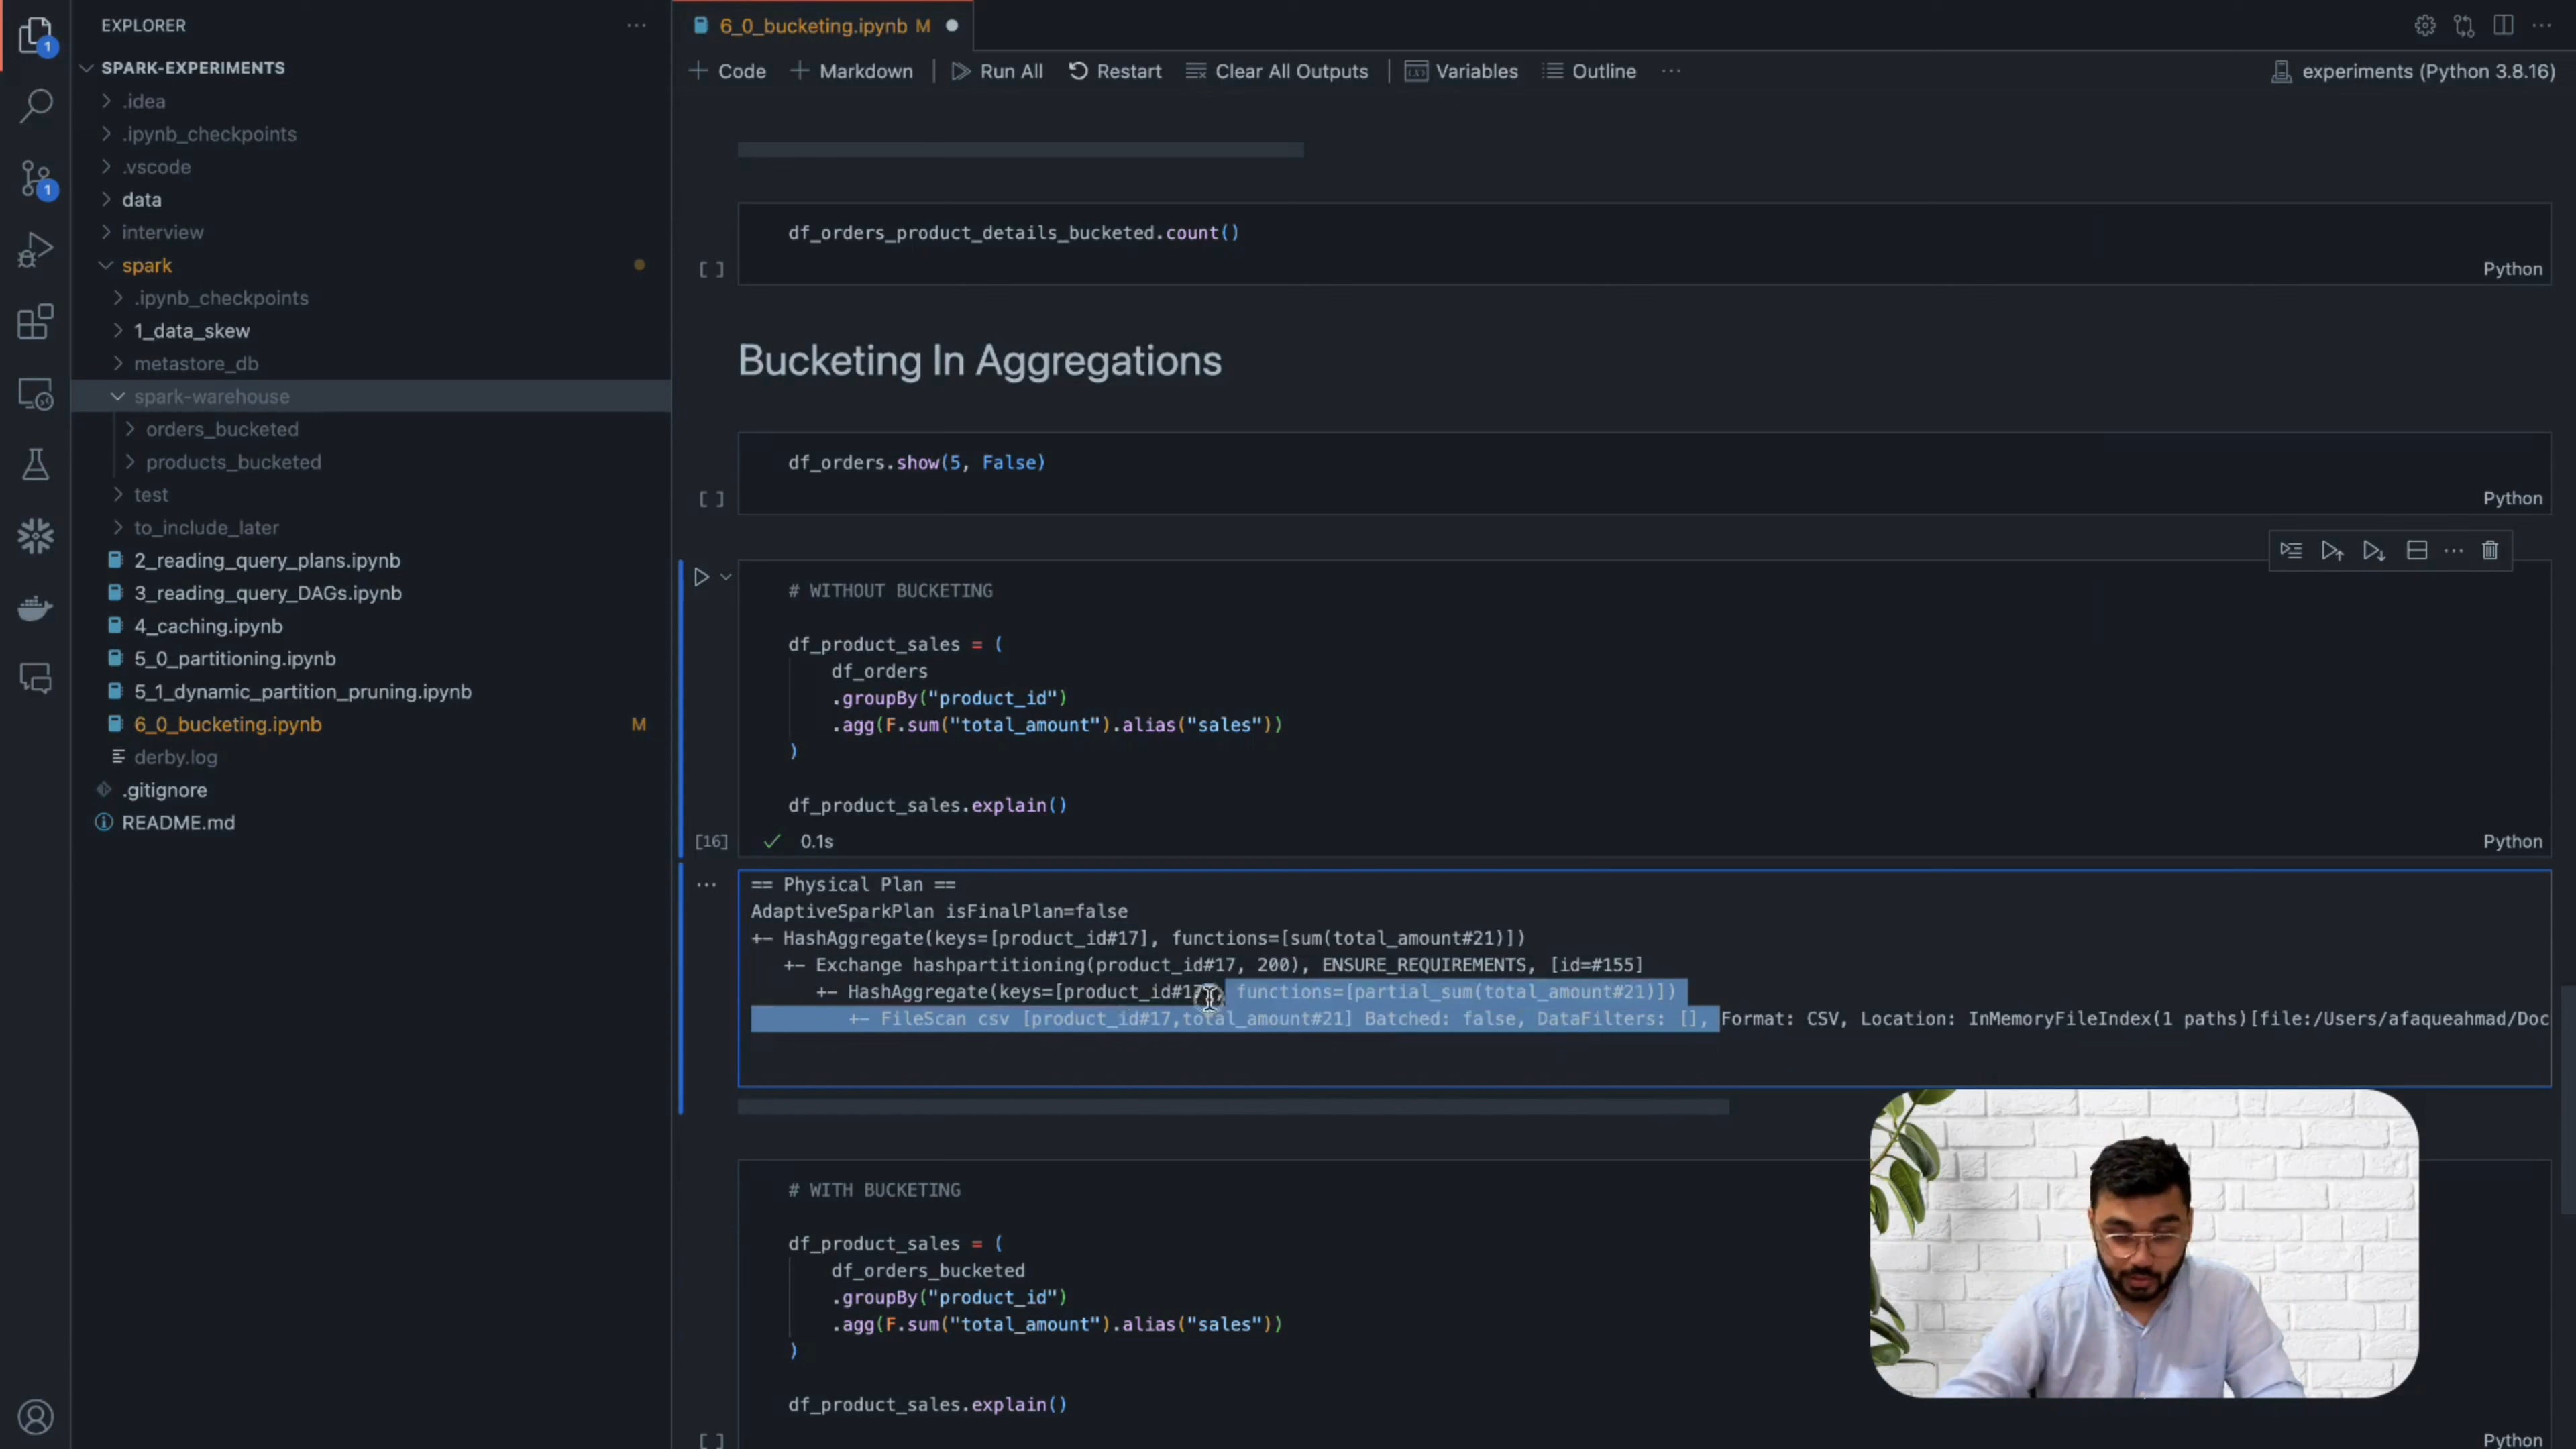 EXPLORER
SPARK-EXPERIMENTS
.idea
.ipynb_checkpoints
.vscode
data
interview
spark
.ipynb_checkpoints
1_data_skew
metastore_db
spark-warehouse
orders_bucketed
products_bucketed
test
to_include_later
2_reading_query_plans.ipynb
3_reading_query_DAGs.ipynb
4_caching.ipynb
5_0_partitioning.ipynb
5_1_dynamic_partition_pruning.ipynb
6_0_bucketing.ipynb M
derby.log
.gitignore
README.md
1
1
6_0_bucketing.ipynb M
Code Markdown Run All Restart Clear All Outputs Variables Outline ... experiments (Python 3.8.16)
df_orders_product_details_bucketed.count()
[ ] Python
Bucketing In Aggregations
df_orders.show(5, False)
[ ] Python
# WITHOUT BUCKETING
df_product_sales = (
df_orders
.groupBy("product_id")
.agg(F.sum("total_amount").alias("sales"))
)
df_product_sales.explain()
[16] ✓ 0.1s Python
== Physical Plan ==
AdaptiveSparkPlan isFinalPlan=false
+- HashAggregate(keys=[product_id#17], functions=[sum(total_amount#21)])
+- Exchange hashpartitioning(product_id#17, 200), ENSURE_REQUIREMENTS, [id=#155]
+- HashAggregate(keys=[product_id#17 functions=[partial_sum(total_amount#21)])
+- FileScan csv [product_id#17,total_amount#21] Batched: false, DataFilters: [], Format: CSV, Location: InMemoryFileIndex(1 paths)[file:/Users/afaqueahmad/Doc
# WITH BUCKETING
df_product_sales = (
df_orders_bucketed
.groupBy("product_id")
.agg(F.sum("total_amount").alias("sales"))
)
df_product_sales.explain()
[ ] Python